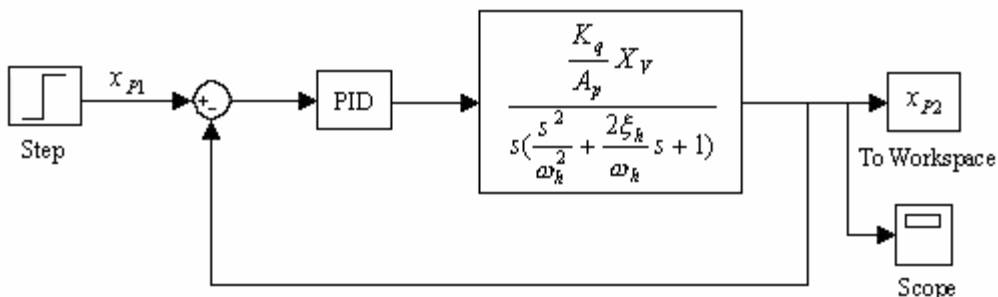 Step
x_{P1}
+
-
PID
\frac{\frac{K_q}{A_p} X_V}{s(\frac{s^2}{\omega_h^2} + \frac{2\xi_h}{\omega_h} s + 1)}
x_{P2}
To Workspace
Scope